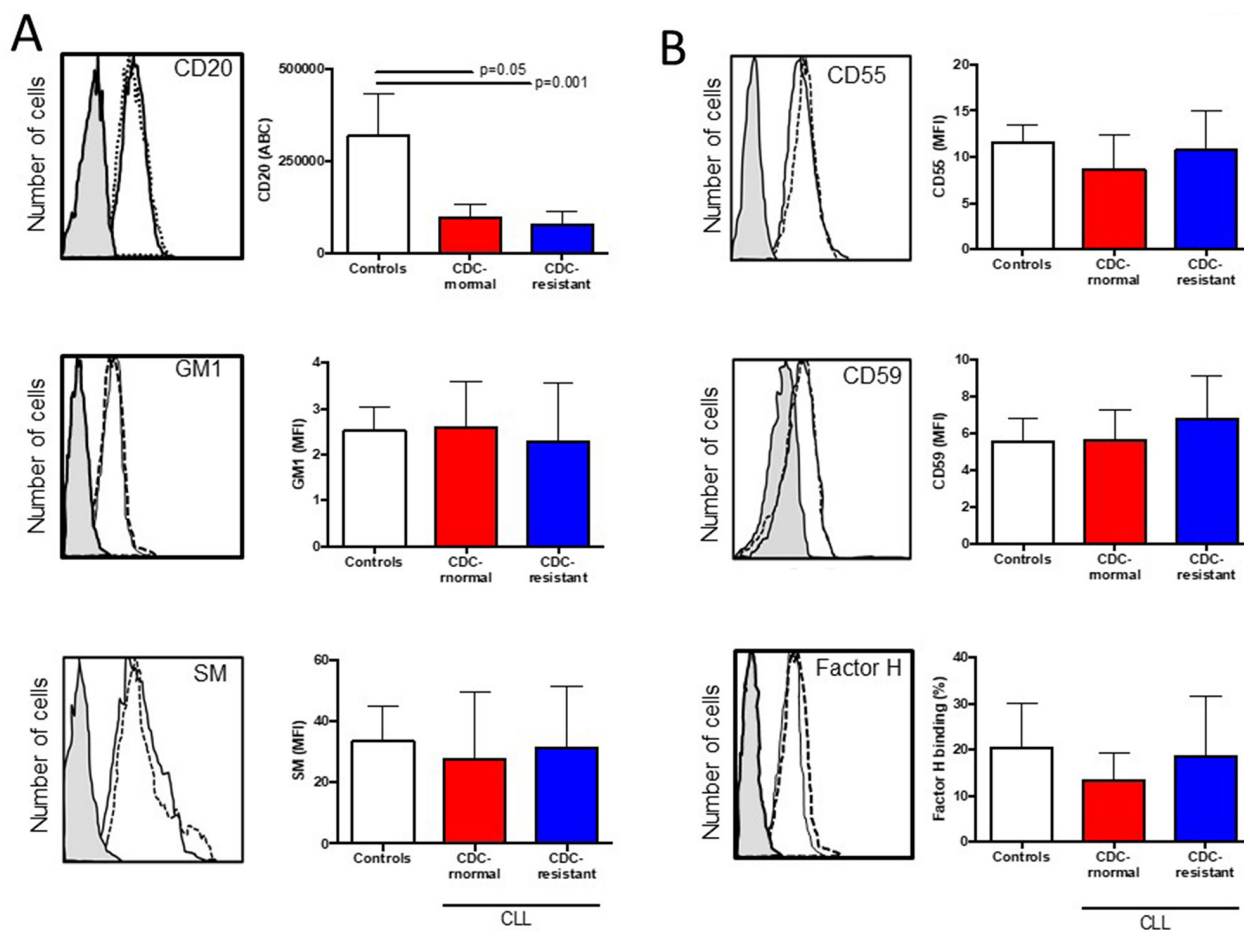 A
Number of cells
CD20
CD20 (ABC)
500000
250000
0
p=0.05
p=0.001
Controls
CDC-
mormal
CDC-
resistant
Number of cells
GM1
GM1 (MFI)
4
3
2
1
0
Controls
CDC-
rnormal
CDC-
resistant
Number of cells
SM
SM (MFI)
60
40
20
0
Controls
CDC-
rnormal
CDC-
resistant
CLL
B
Number of cells
CD55
CD55 (MFI)
20
15
10
5
0
Controls
CDC-
rnormal
CDC-
resistant
Number of cells
CD59
CD59 (MFI)
10
8
6
4
2
0
Controls
CDC-
mormal
CDC-
resistant
Number of cells
Factor H
Factor H binding (%)
40
30
20
10
0
Controls
CDC-
rnormal
CDC-
resistant
CLL